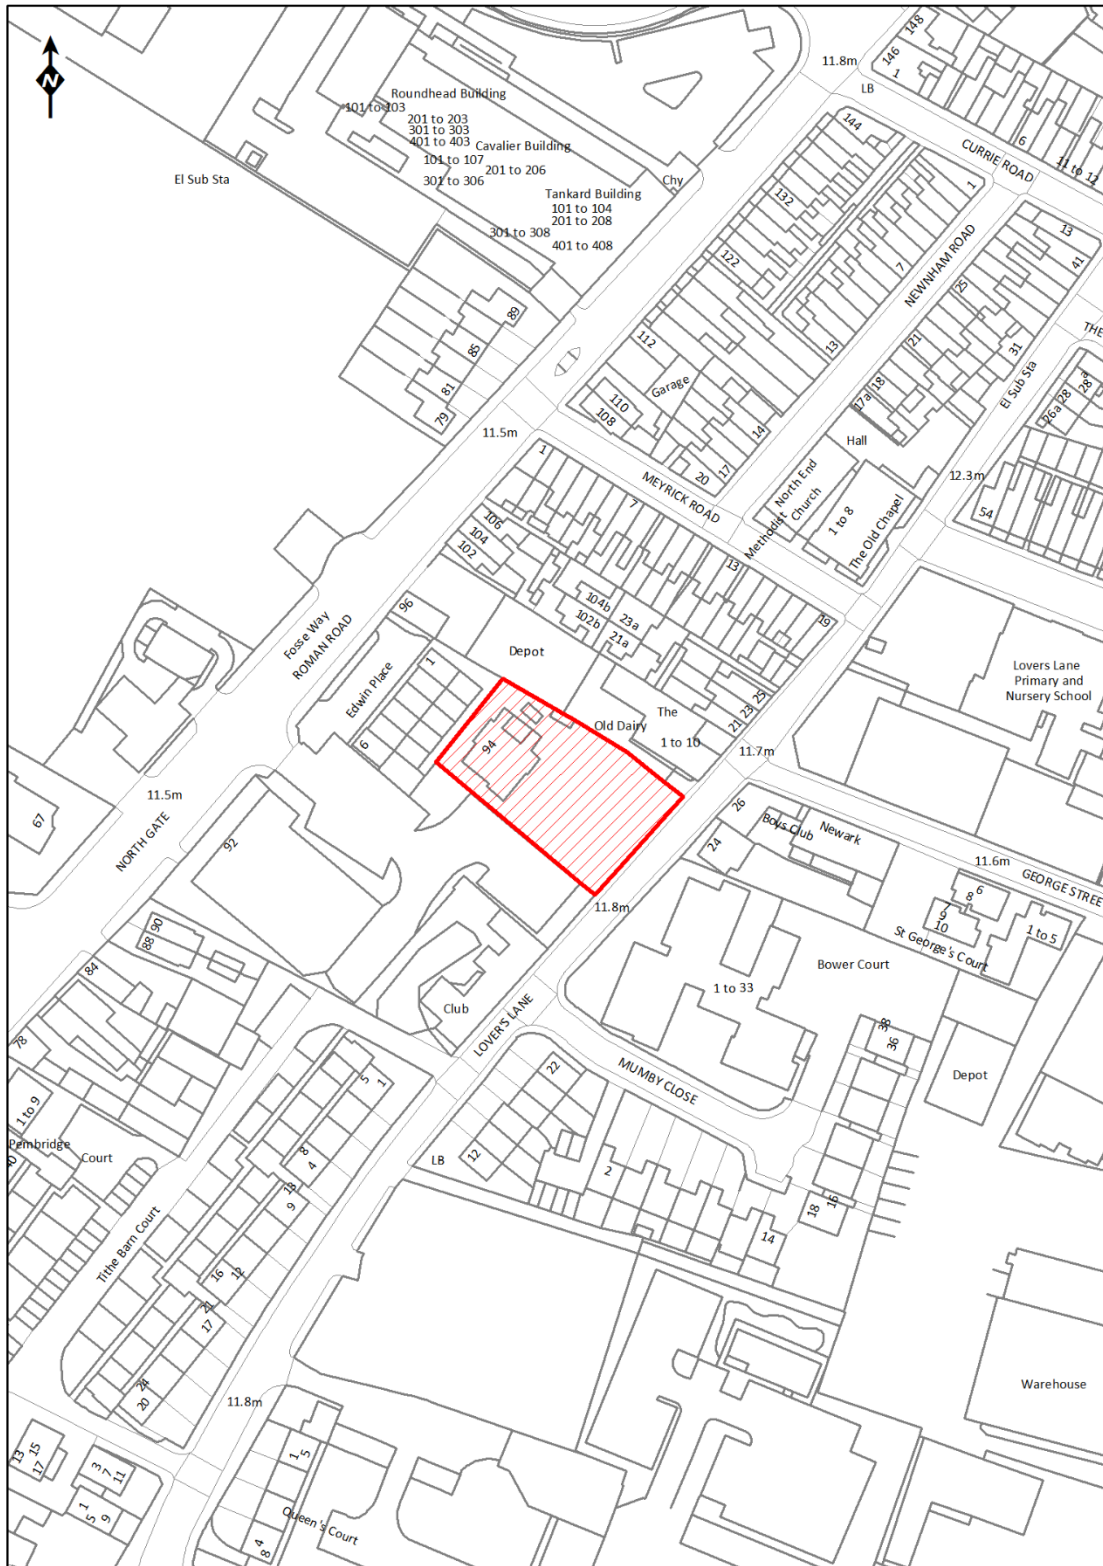 148
146
1
11.8m
LB
N
Roundhead Building
101 to 103
201 to 203
301 to 303
401 to 403
Cavalier Building
101 to 107
201 to 206
301 to 306
El Sub Sta
Tankard Building
101 to 104
201 to 208
301 to 308
401 to 408
Chy
144
132
122
112
6
11 to 12
CURRIE ROAD
1
7
13
NEWNHAM ROAD
13
41
25
21
31
18
17a
THE
El Sub Sta
28a
28
26a
89
85
81
79
11.5m
Garage
110
108
14
17
20
MEYRICK ROAD
Hall
North End
Methodist
Church
1 to 8
The Old Chapel
12.3m
54
1
7
13
19
106
104
102
104b
102b
23a
21a
96
Fosse Way
ROMAN ROAD
Depot
Edwin Place
1
6
94
The
Old Dairy
1 to 10
21
23
25
Lovers Lane
Primary and
Nursery School
11.7m
11.5m
67
NORTH GATE
92
26
24
Boys Club
Newark
11.6m
GEORGE STREE
11.8m
90
88
84
78
6
8
7
9
10
1 to 5
St George's Court
Bower Court
1 to 33
Club
LOVER'S LANE
38
36
Depot
22
12
MUMBY CLOSE
5
1
1 to 9
Pembridge
Court
40
8
4
13
9
LB
2
14
18
16
Tithe Barn Court
16
12
21
17
24
20
11.8m
Warehouse
13
15
17
3
7
11
1
5
9
1
5
Queen's Court
4
8